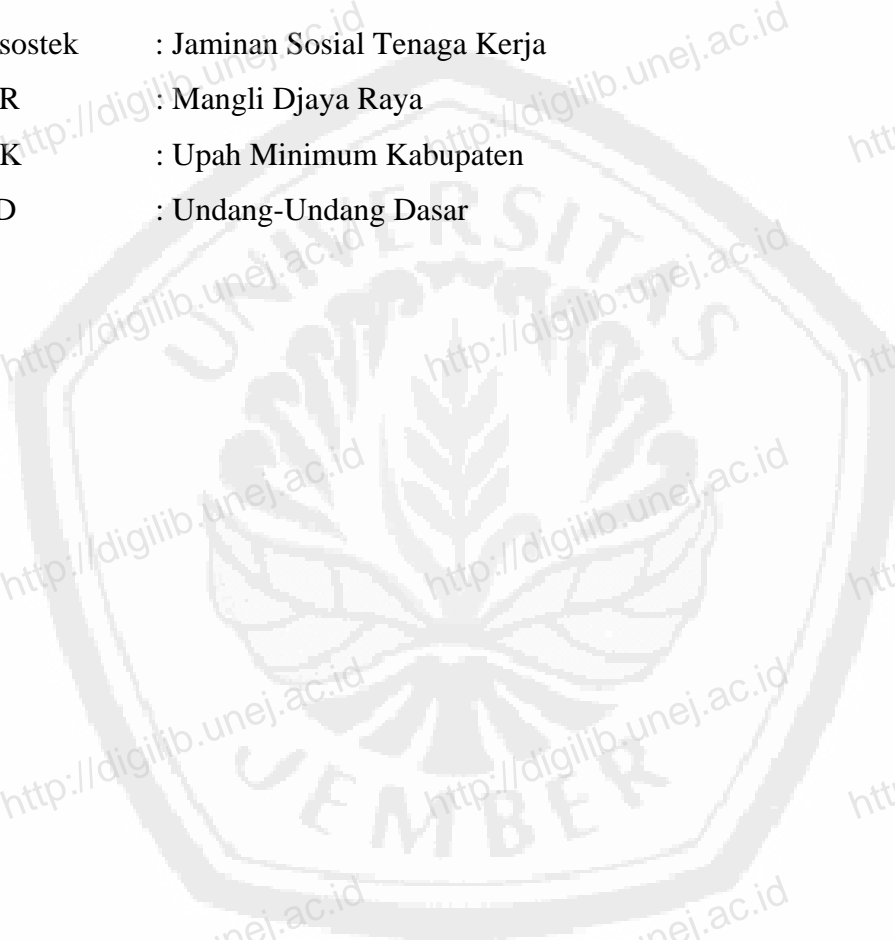 sostek : Jaminan Sosial Tenaga Kerja
R : Mangli Djaya Raya
K : Upah Minimum Kabupaten
D : Undang-Undang Dasar
UNIVERSITAS
JEMBER
http://digilib.unej.ac.id
http://digilib.unej.ac.id
http://digilib.unej.ac.id
http://digilib.unej.ac.id
http://digilib.unej.ac.id
http://digilib.unej.ac.id
http://digilib.unej.ac.id
http://digilib.unej.ac.id